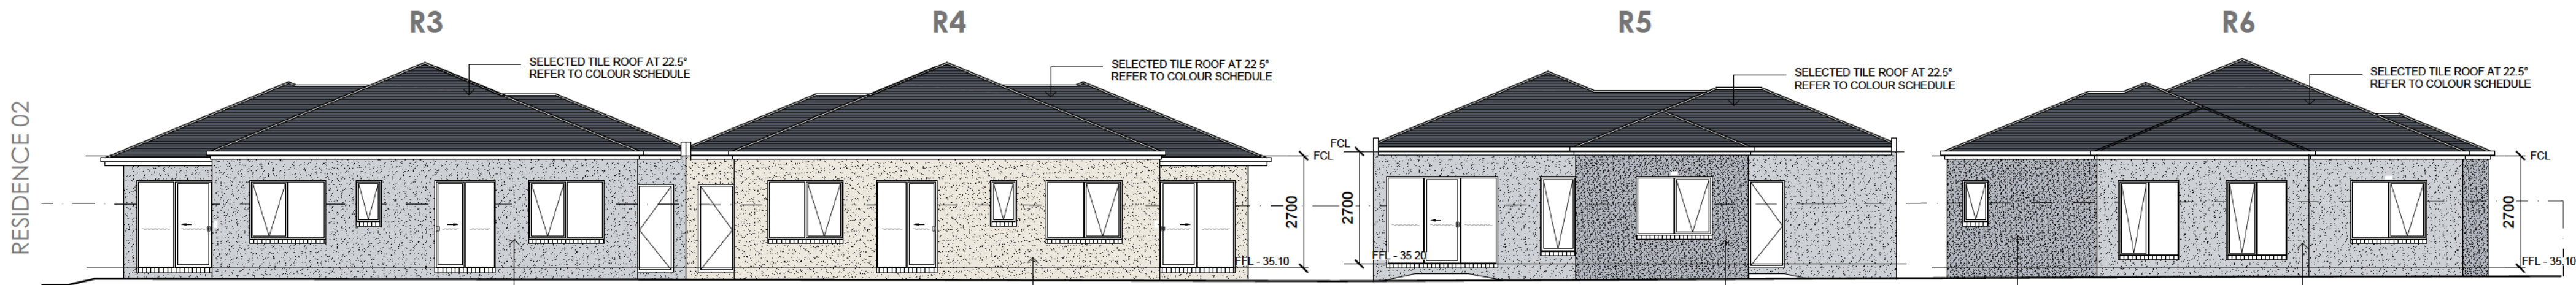 R3
R4
R5
R6
RESIDENCE 02
SELECTED TILE ROOF AT 22.5°
REFER TO COLOUR SCHEDULE
SELECTED TILE ROOF AT 22 5°
REFER TO COLOUR SCHEDULE
SELECTED TILE ROOF AT 22.5°
REFER TO COLOUR SCHEDULE
SELECTED TILE ROOF AT 22.5°
REFER TO COLOUR SCHEDULE
FCL
2700
FFL - 35.10
FCL
2700
FFL - 35 20
FCL
2700
FFL - 35.10